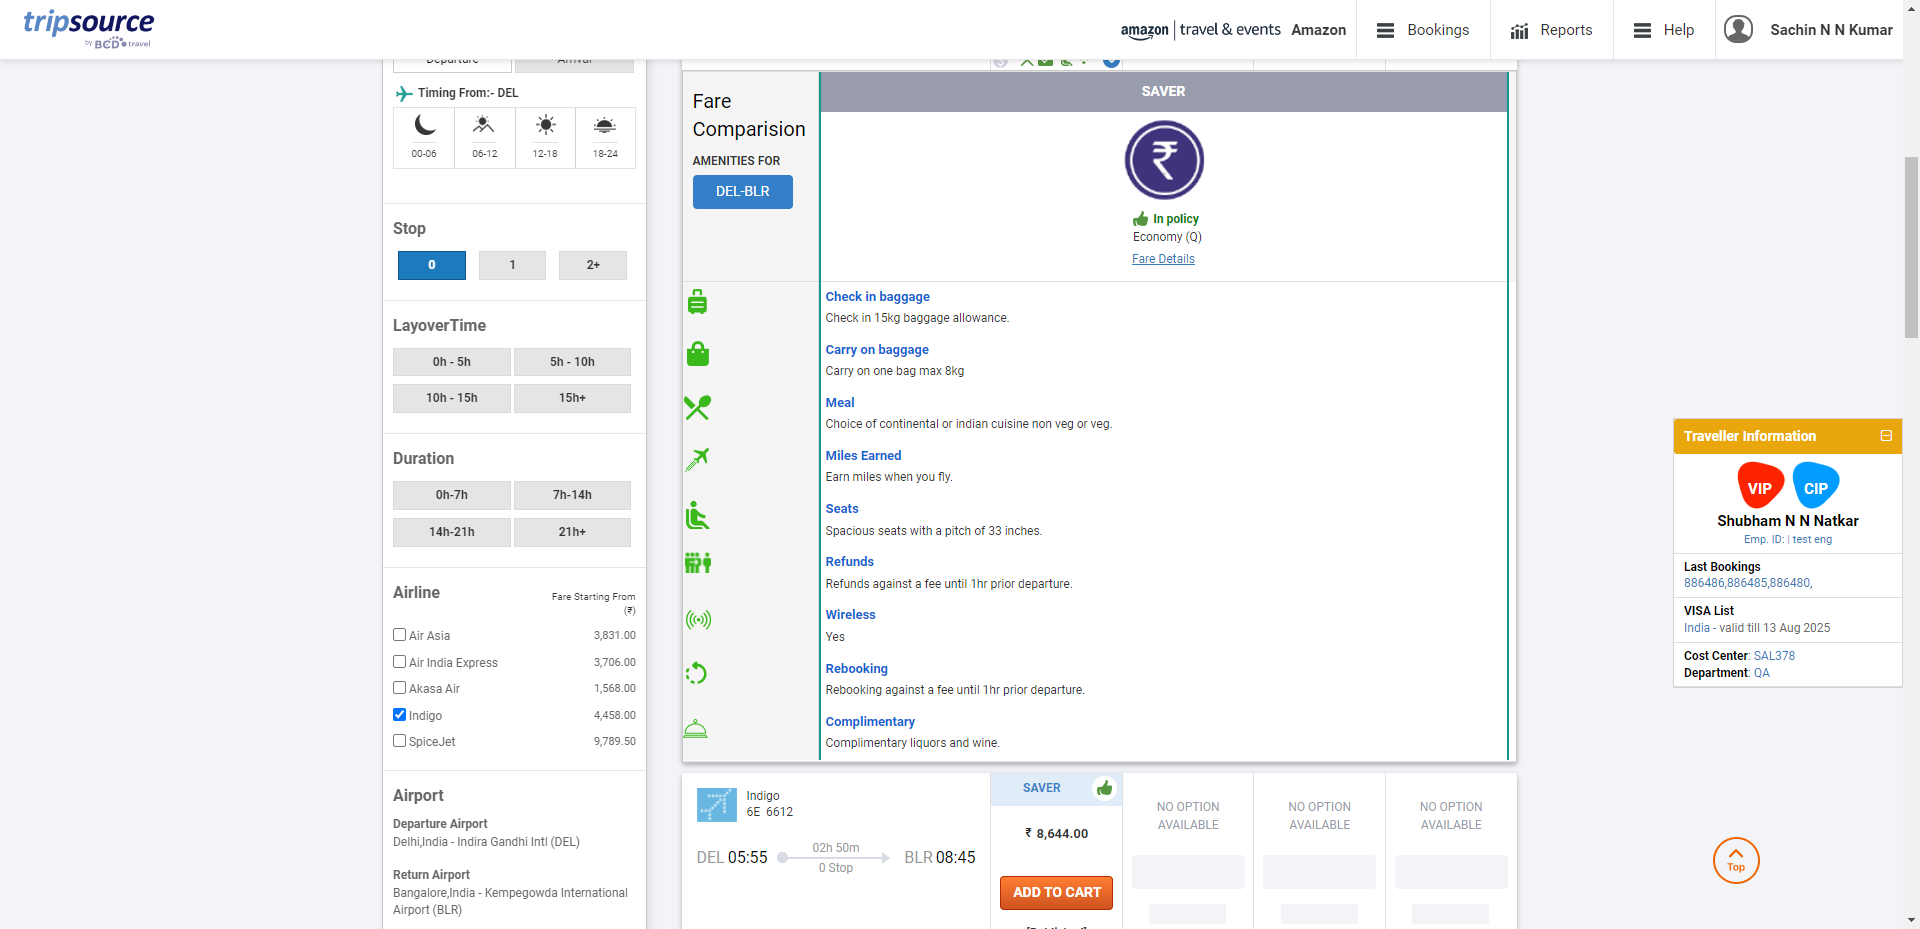 tripsource
by BCD travel
amazon | travel & events Amazon
Bookings
Reports
Help
Sachin N N Kumar
Departure
Arrival
Timing From:- DEL
00-06
06-12
12-18
18-24
Stop
0
1
2+
LayoverTime
0h - 5h
5h - 10h
10h - 15h
15h+
Duration
0h-7h
7h-14h
14h-21h
21h+
Airline
Fare Starting From
(₹)
Air Asia 3,831.00
Air India Express 3,706.00
Akasa Air 1,568.00
Indigo 4,458.00
SpiceJet 9,789.50
Airport
Departure Airport
Delhi,India - Indira Gandhi Intl (DEL)
Return Airport
Bangalore,India - Kempegowda International
Airport (BLR)
Fare
Comparision
AMENITIES FOR
DEL-BLR
SAVER
₹
In policy
Economy (Q)
Fare Details
Check in baggage
Check in 15kg baggage allowance.
Carry on baggage
Carry on one bag max 8kg
Meal
Choice of continental or indian cuisine non veg or veg.
Miles Earned
Earn miles when you fly.
Seats
Spacious seats with a pitch of 33 inches.
Refunds
Refunds against a fee until 1hr prior departure.
Wireless
Yes
Rebooking
Rebooking against a fee until 1hr prior departure.
Complimentary
Complimentary liquors and wine.
Indigo
6E 6612
DEL 05:55
02h 50m
0 Stop
BLR 08:45
SAVER
₹ 8,644.00
ADD TO CART
NO OPTION
AVAILABLE
NO OPTION
AVAILABLE
NO OPTION
AVAILABLE
Traveller Information
VIP
CIP
Shubham N N Natkar
Emp. ID: | test eng
Last Bookings
886486,886485,886480,
VISA List
India - valid till 13 Aug 2025
Cost Center: SAL378
Department: QA
Top